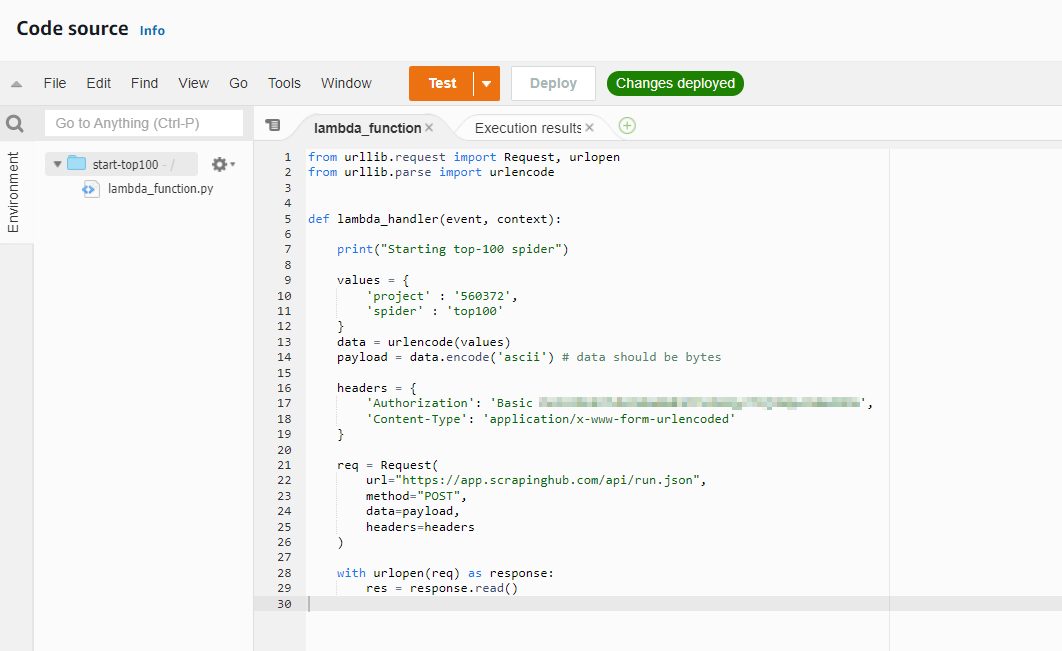 Code source Info
File Edit Find View Go Tools Window Test Deploy Changes deployed
Go to Anything (Ctrl-P)
lambda_function × Execution results ×
Environment
start-top100 - /
lambda_function.py
1 from urllib.request import Request, urlopen
2 from urllib.parse import urlencode
3
4
5 def lambda_handler(event, context):
6
7     print("Starting top-100 spider")
8
9     values = {
10         'project' : '560372',
11         'spider' : 'top100'
12     }
13     data = urlencode(values)
14     payload = data.encode('ascii') # data should be bytes
15
16     headers = {
17         'Authorization': 'Basic ',
18         'Content-Type': 'application/x-www-form-urlencoded'
19     }
20
21     req = Request(
22         url="https://app.scrapinghub.com/api/run.json",
23         method="POST",
24         data=payload,
25         headers=headers
26     )
27
28     with urlopen(req) as response:
29         res = response.read()
30